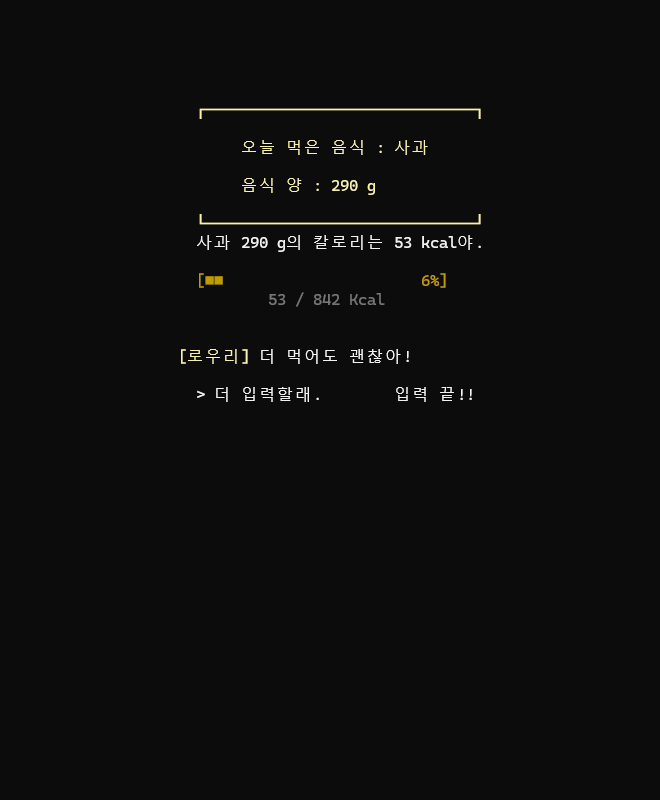 오늘 먹은 음식 : 사과
음식 양 : 290 g
사과 290 g의 칼로리는 53 kcal야.
[■■ 6%]
53 / 842 Kcal
[로우리] 더 먹어도 괜찮아!
> 더 입력할래. 입력 끝!!